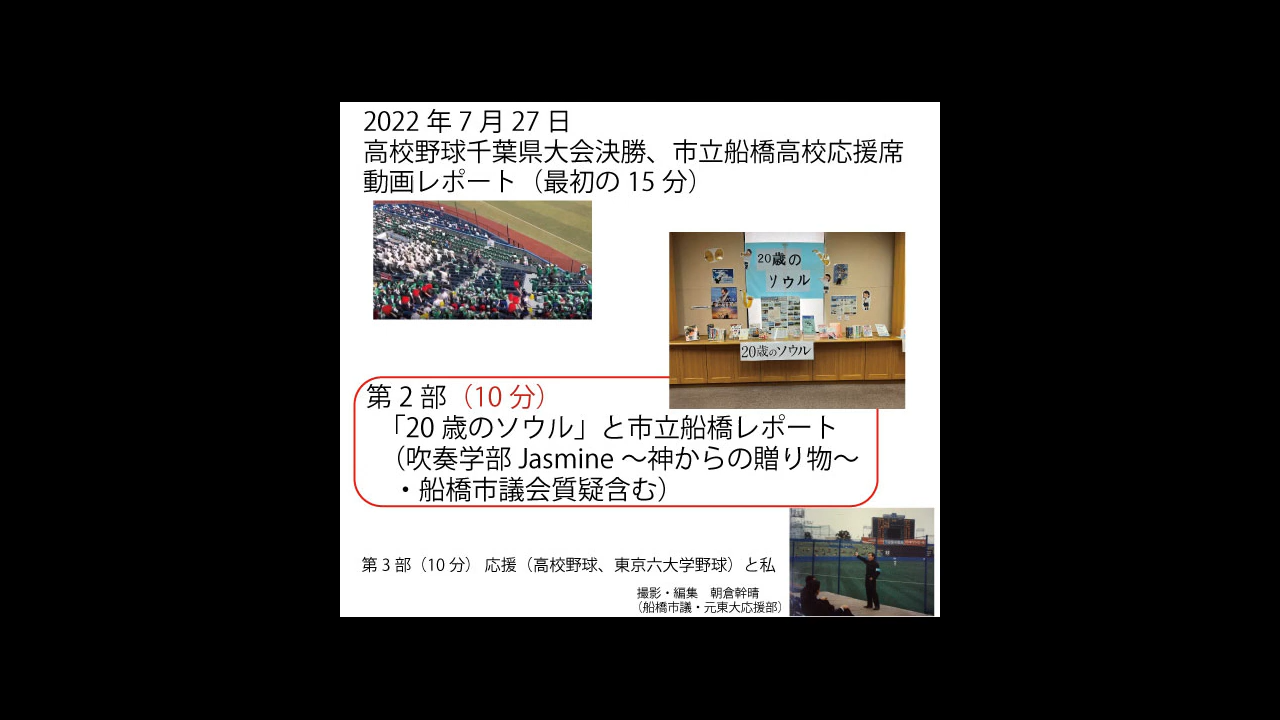 2022 年 7 月 27 日
高校野球千葉県大会決勝、市立船橋高校応援席
動画レポート（最初の 15 分）
20歳の
ソウル
20歳のソウル
第 2 部（10 分）
「20 歳のソウル」と市立船橋レポート
（吹奏学部 Jasmine ～神からの贈り物～
・船橋市議会質疑含む）
第 3 部（10 分） 応援（高校野球、東京六大学野球）と私
撮影・編集　朝倉幹晴
（船橋市議・元東大応援部）